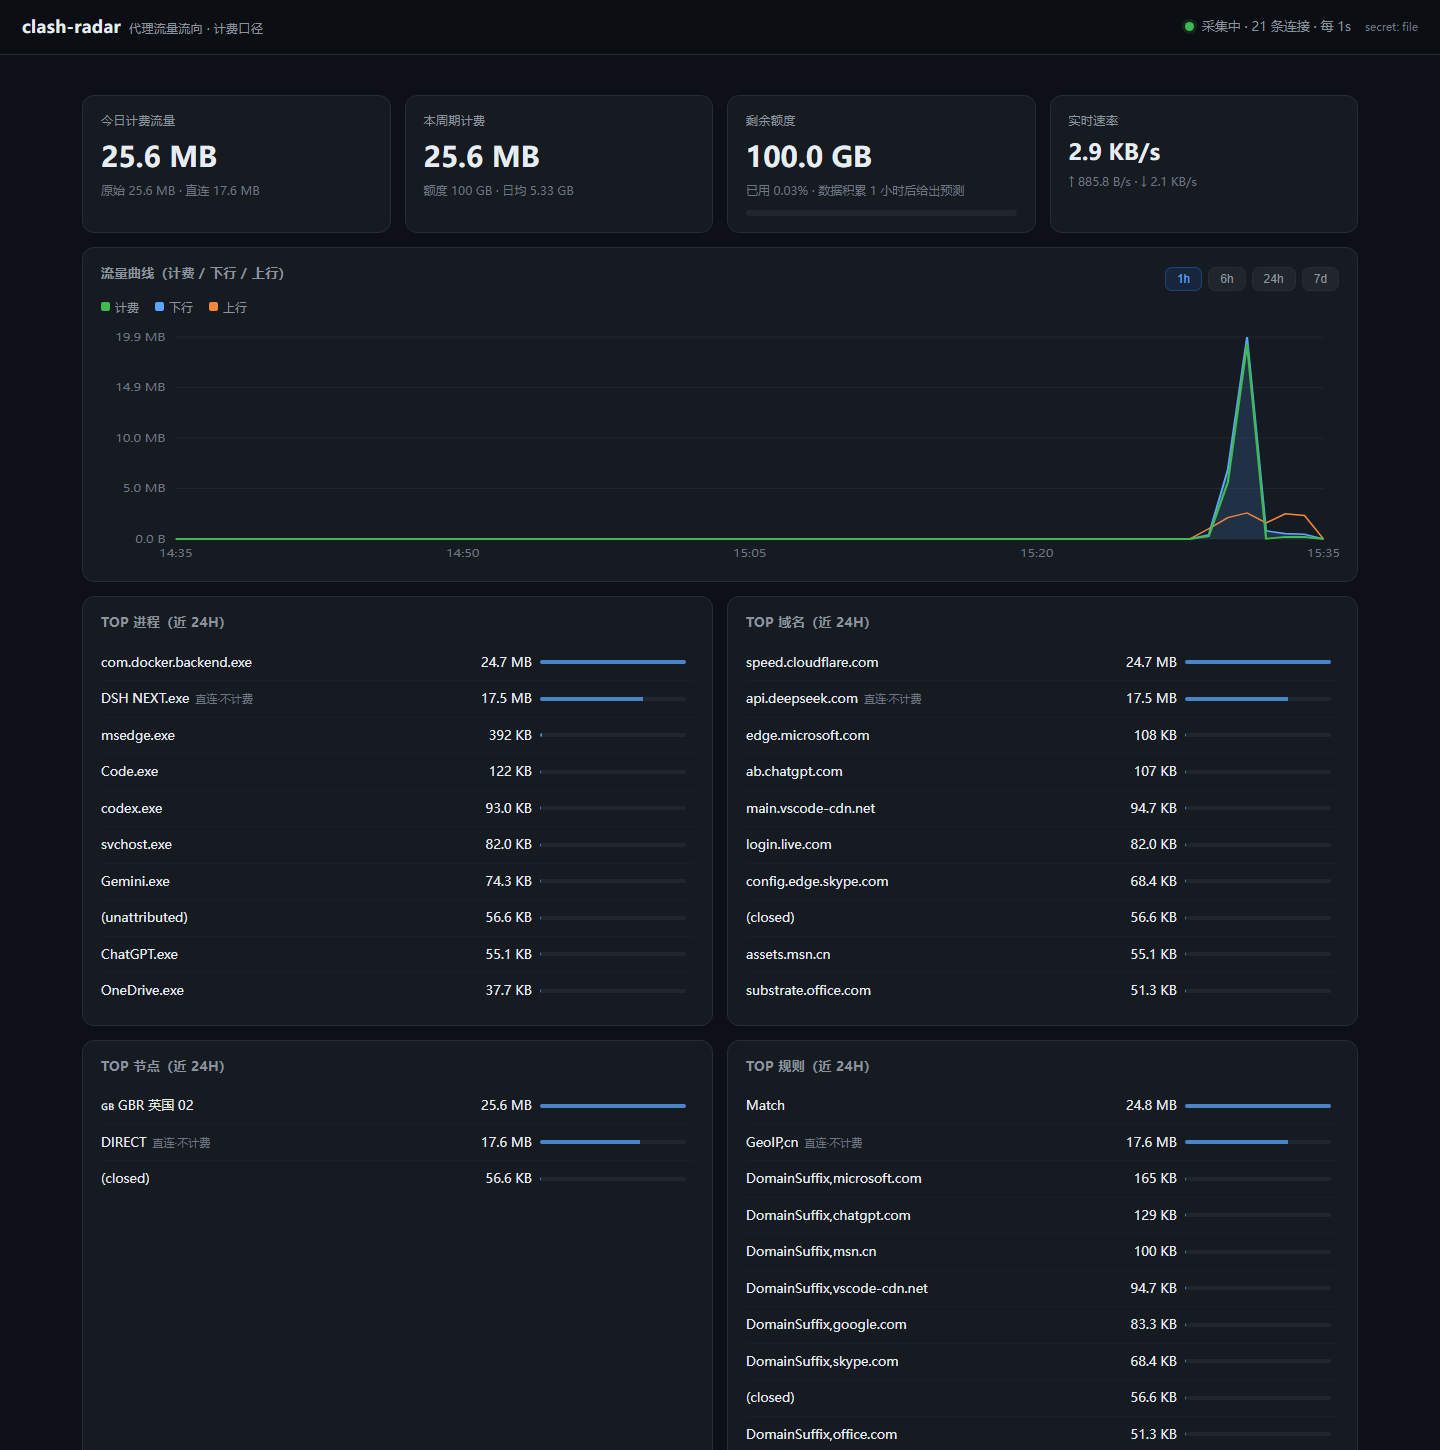 clash-radar 代理流量流向 · 计费口径
采集中 · 21 条连接 · 每 1s secret: file
今日计费流量
25.6 MB
原始 25.6 MB · 直连 17.6 MB
本周期计费
25.6 MB
额度 100 GB · 日均 5.33 GB
剩余额度
100.0 GB
已用 0.03% · 数据积累 1 小时后给出预测
实时速率
2.9 KB/s
↑ 885.8 B/s · ↓ 2.1 KB/s
流量曲线（计费 / 下行 / 上行）
1h 6h 24h 7d
计费 下行 上行
19.9 MB
14.9 MB
10.0 MB
5.0 MB
0.0 B
14:35 14:50 15:05 15:20 15:35
TOP 进程（近 24H）
com.docker.backend.exe 24.7 MB
DSH NEXT.exe 直连·不计费 17.5 MB
msedge.exe 392 KB
Code.exe 122 KB
codex.exe 93.0 KB
svchost.exe 82.0 KB
Gemini.exe 74.3 KB
(unattributed) 56.6 KB
ChatGPT.exe 55.1 KB
OneDrive.exe 37.7 KB
TOP 域名（近 24H）
speed.cloudflare.com 24.7 MB
api.deepseek.com 直连·不计费 17.5 MB
edge.microsoft.com 108 KB
ab.chatgpt.com 107 KB
main.vscode-cdn.net 94.7 KB
login.live.com 82.0 KB
config.edge.skype.com 68.4 KB
(closed) 56.6 KB
assets.msn.cn 55.1 KB
substrate.office.com 51.3 KB
TOP 节点（近 24H）
GB GBR 英国 02 25.6 MB
DIRECT 直连·不计费 17.6 MB
(closed) 56.6 KB
TOP 规则（近 24H）
Match 24.8 MB
GeoIP,cn 直连·不计费 17.6 MB
DomainSuffix,microsoft.com 165 KB
DomainSuffix,chatgpt.com 129 KB
DomainSuffix,msn.cn 100 KB
DomainSuffix,vscode-cdn.net 94.7 KB
DomainSuffix,google.com 83.3 KB
DomainSuffix,skype.com 68.4 KB
(closed) 56.6 KB
DomainSuffix,office.com 51.3 KB